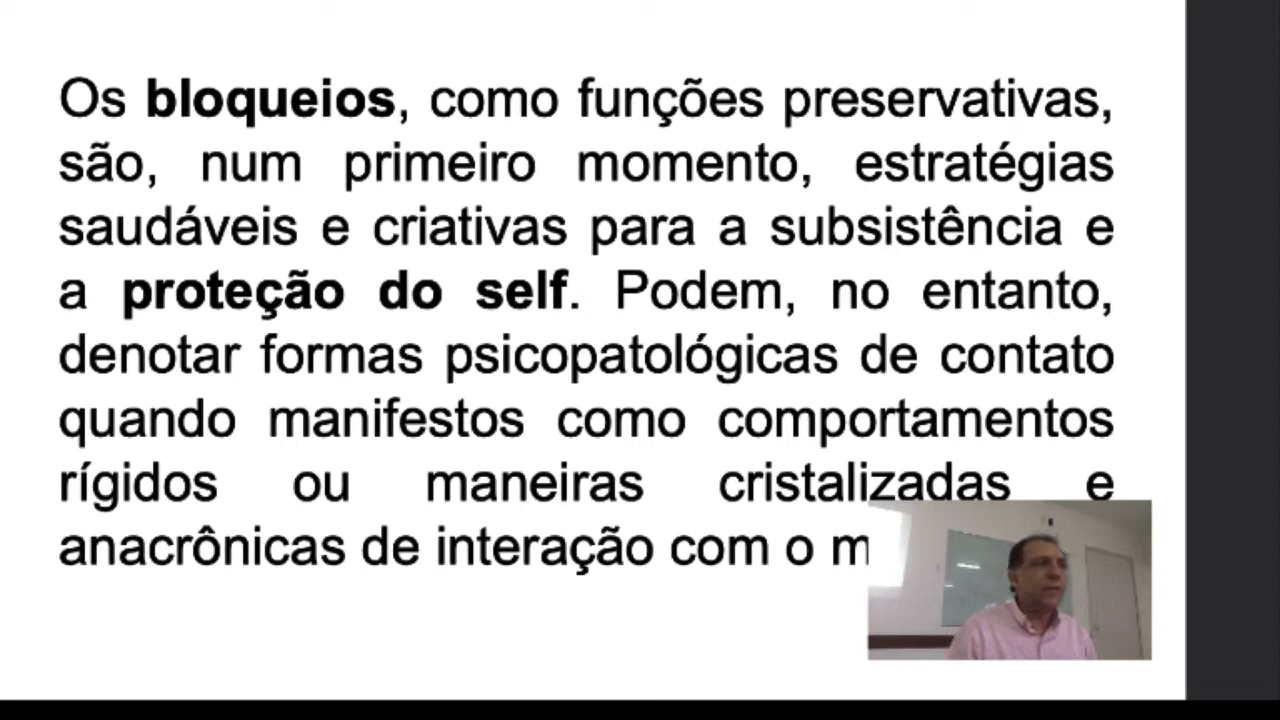 Os bloqueios, como funções preservativas,
são, num primeiro momento, estratégias
saudáveis e criativas para a subsistência e
a proteção do self. Podem, no entanto,
denotar formas psicopatológicas de contato
quando manifestos como comportamentos
rígidos ou maneiras cristalizadas e
anacrônicas de interação com o